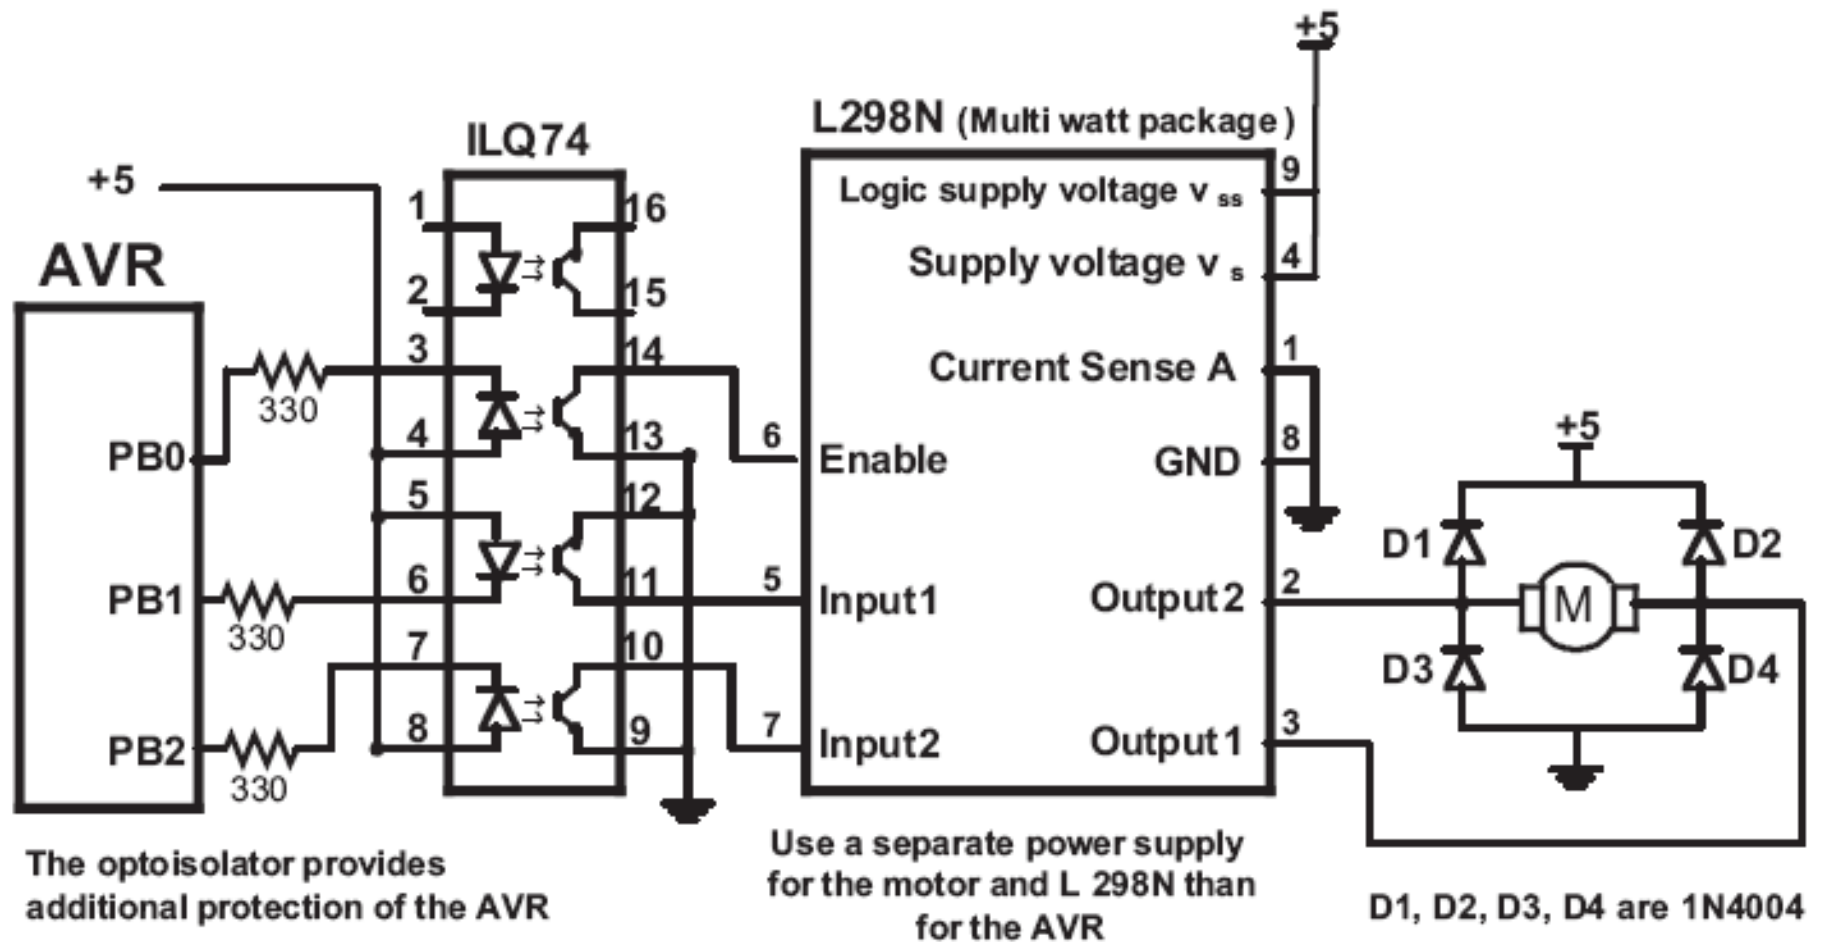 +5
L298N (Multi watt package)
ILQ74
+5
AVR
1
2
3
4
5
6
7
8
16
15
14
13
12
11
10
9
330
330
330
PB0
PB1
PB2
6
5
7
Logic supply voltage v ss
Supply voltage v s
Current Sense A
Enable
GND
Input1
Output2
Input2
Output1
9
4
1
8
2
3
+5
D1
D2
M
D3
D4
The optoisolator provides
additional protection of the AVR
Use a separate power supply
for the motor and L 298N than
for the AVR
D1, D2, D3, D4 are 1N4004